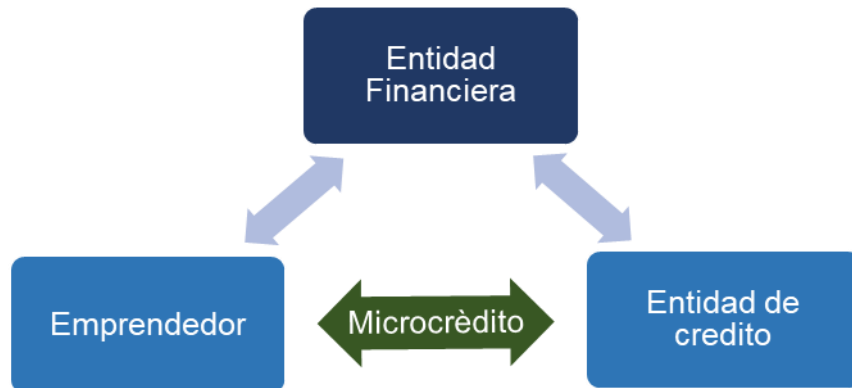 Entidad
Financiera
Emprendedor
Microcrèdito
Entidad de
credito